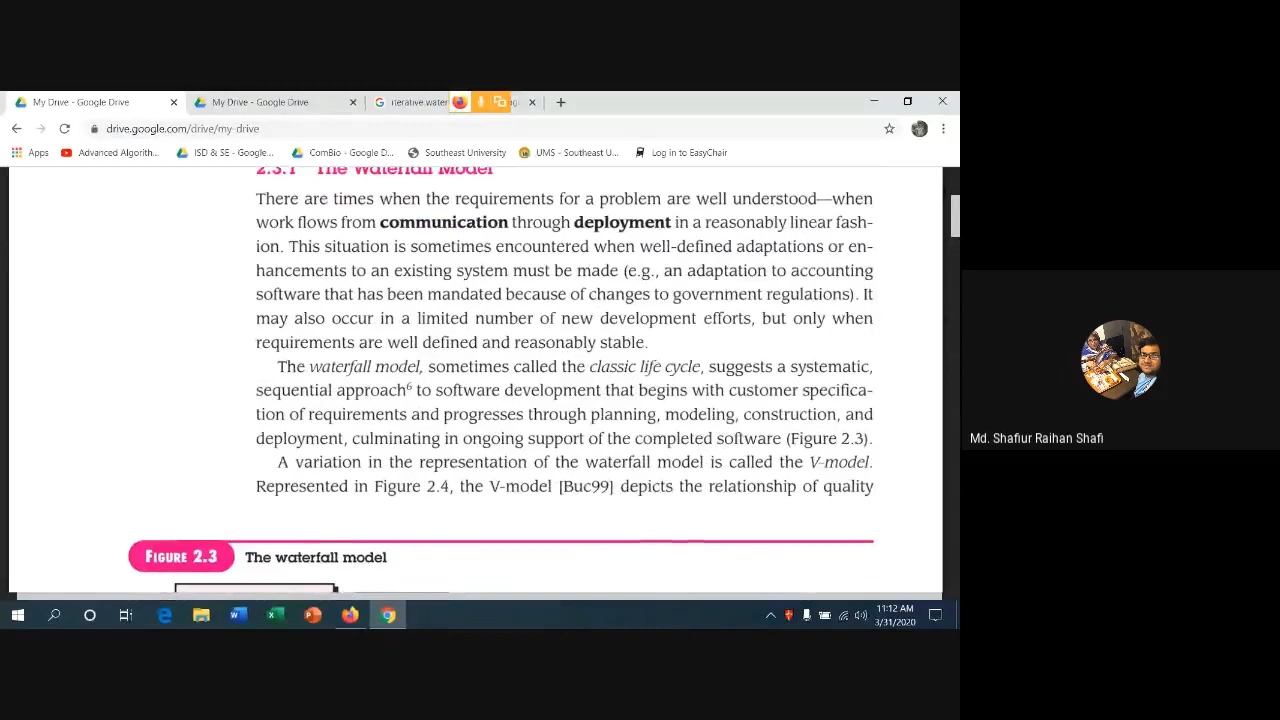 My Drive - Google Drive
My Drive - Google Drive
iterative.water
drive.google.com/drive/my-drive
Apps
Advanced Algorith...
ISD & SE - Google...
ComBio - Google D...
Southeast University
UMS - Southeast U...
Log in to EasyChair
2.3.1 The Waterfall Model
There are times when the requirements for a problem are well understood—when
work flows from communication through deployment in a reasonably linear fash-
ion. This situation is sometimes encountered when well-defined adaptations or en-
hancements to an existing system must be made (e.g., an adaptation to accounting
software that has been mandated because of changes to government regulations). It
may also occur in a limited number of new development efforts, but only when
requirements are well defined and reasonably stable.
The waterfall model, sometimes called the classic life cycle, suggests a systematic,
sequential approach⁶ to software development that begins with customer specifica-
tion of requirements and progresses through planning, modeling, construction, and
deployment, culminating in ongoing support of the completed software (Figure 2.3).
A variation in the representation of the waterfall model is called the V-model.
Represented in Figure 2.4, the V-model [Buc99] depicts the relationship of quality
FIGURE 2.3 The waterfall model
11:12 AM
3/31/2020
Md. Shafiur Raihan Shafi